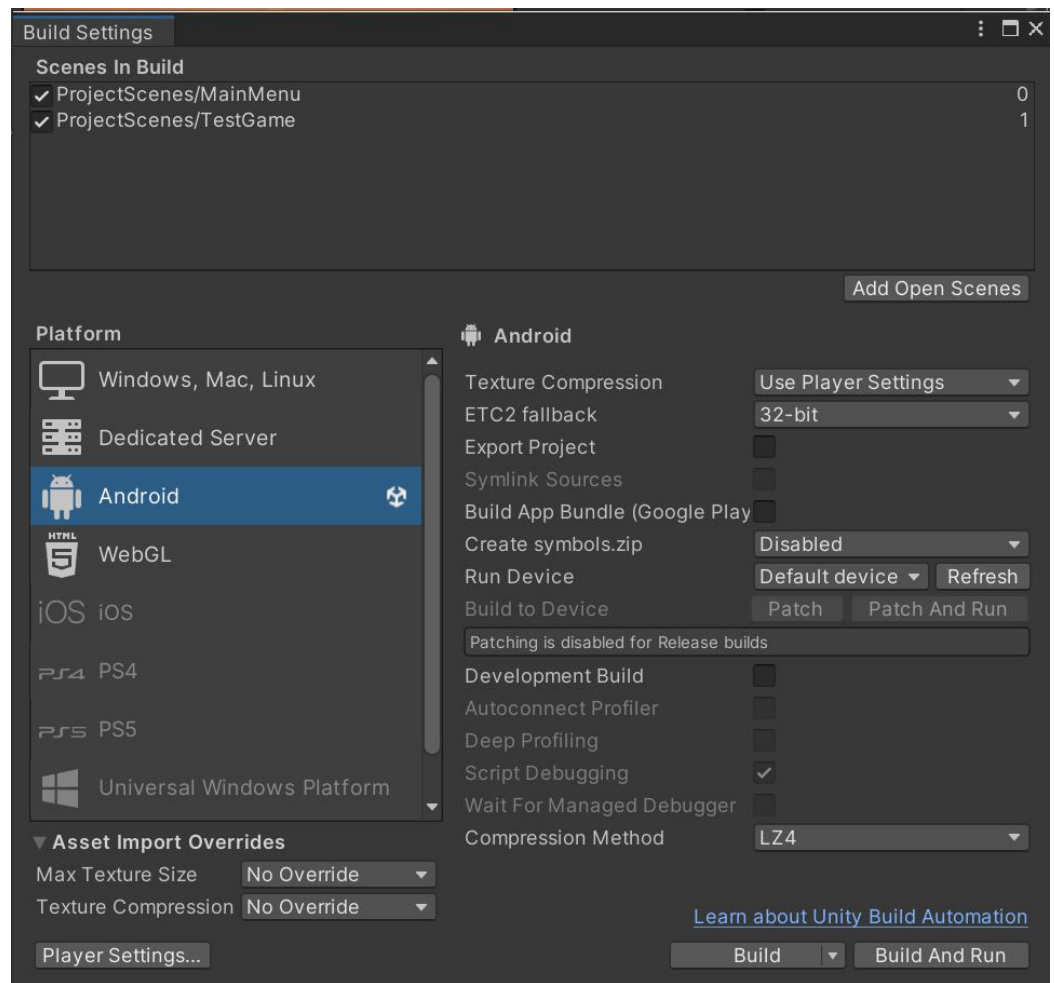 Build Settings
Scenes In Build
ProjectScenes/MainMenu 0
ProjectScenes/TestGame 1
Add Open Scenes
Platform
Windows, Mac, Linux
Dedicated Server
Android
HTML 5 WebGL
iOS iOS
PS4 PS4
PS5 PS5
Universal Windows Platform
Android
Texture Compression Use Player Settings
ETC2 fallback 32-bit
Export Project
Symlink Sources
Build App Bundle (Google Play
Create symbols.zip Disabled
Run Device Default device Refresh
Build to Device Patch Patch And Run
Patching is disabled for Release builds
Development Build
Autoconnect Profiler
Deep Profiling
Script Debugging
Wait For Managed Debugger
Compression Method LZ4
Asset Import Overrides
Max Texture Size No Override
Texture Compression No Override
Learn about Unity Build Automation
Player Settings... Build Build And Run